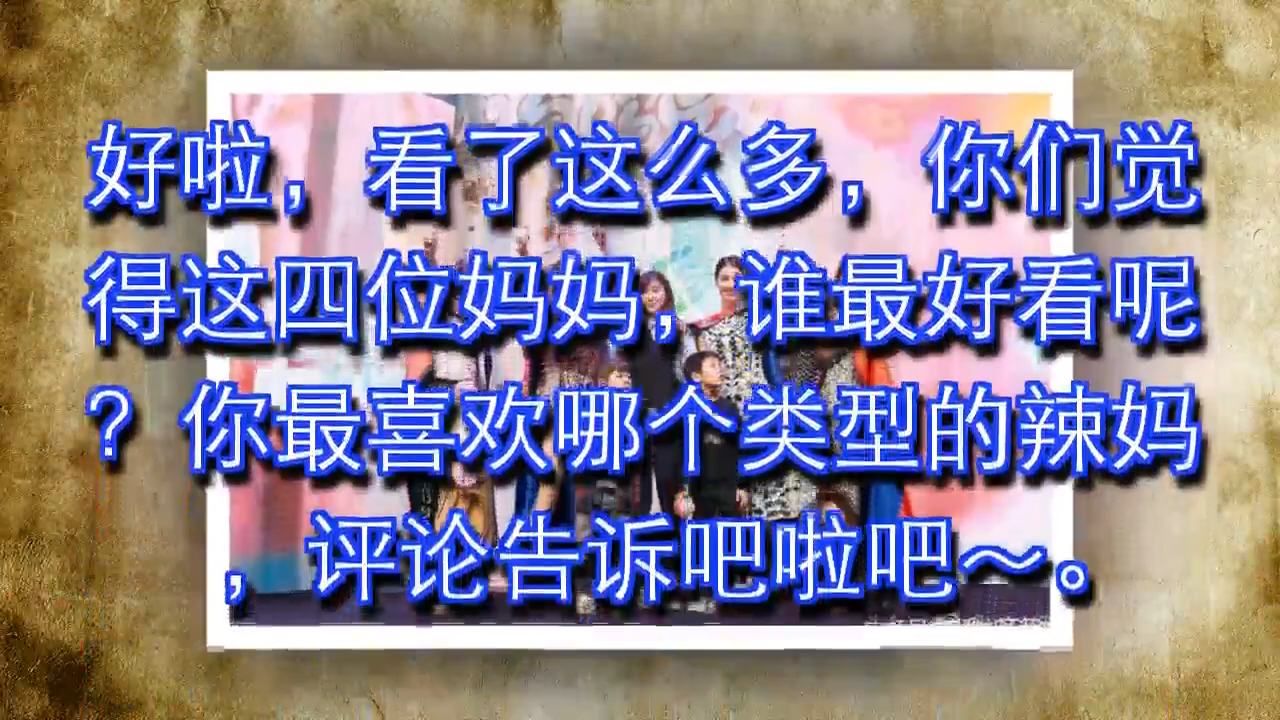 好啦，看了这么多，你们觉
得这四位妈妈，谁最好看呢
？你最喜欢哪个类型的辣妈
，评论告诉吧啦吧～。